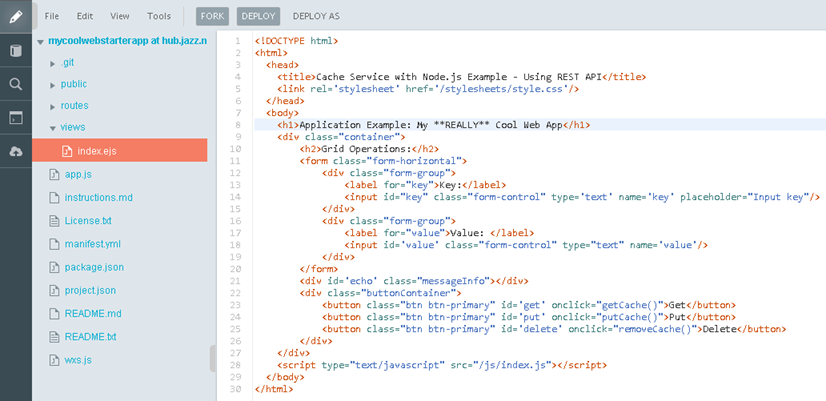 File Edit View Tools FORK DEPLOY DEPLOY AS
mycoolwebstarterapp at hub.jazz.n
.git
public
routes
views
index.ejs
app.js
instructions.md
License.txt
manifest.yml
package.json
project.json
README.md
README.txt
wxs.js
1 <!DOCTYPE html>
2 <html>
3 <head>
4 <title>Cache Service with Node.js Example - Using REST API</title>
5 <link rel='stylesheet' href='/stylesheets/style.css'/>
6 </head>
7 <body>
8 <h1>Application Example: My **REALLY** Cool Web App</h1>
9 <div class="container">
10 <h2>Grid Operations:</h2>
11 <form class="form-horizontal">
12 <div class="form-group">
13 <label for="key">Key:</label>
14 <input id="key" class="form-control" type='text' name='key' placeholder="Input key"/>
15 </div>
16 <div class="form-group">
17 <label for="value">Value: </label>
18 <input id='value' class="form-control" type="text" name='value'/>
19 </div>
20 </form>
21 <div id='echo' class="messageInfo"></div>
22 <div class="buttonContainer">
23 <button class="btn btn-primary" id='get' onclick="getCache()">Get</button>
24 <button class="btn btn-primary" id='put' onclick="putCache()">Put</button>
25 <button class="btn btn-primary" id='delete' onclick="removeCache()">Delete</button>
26 </div>
27 </div>
28 <script type="text/javascript" src="/js/index.js"></script>
29 </body>
30 </html>